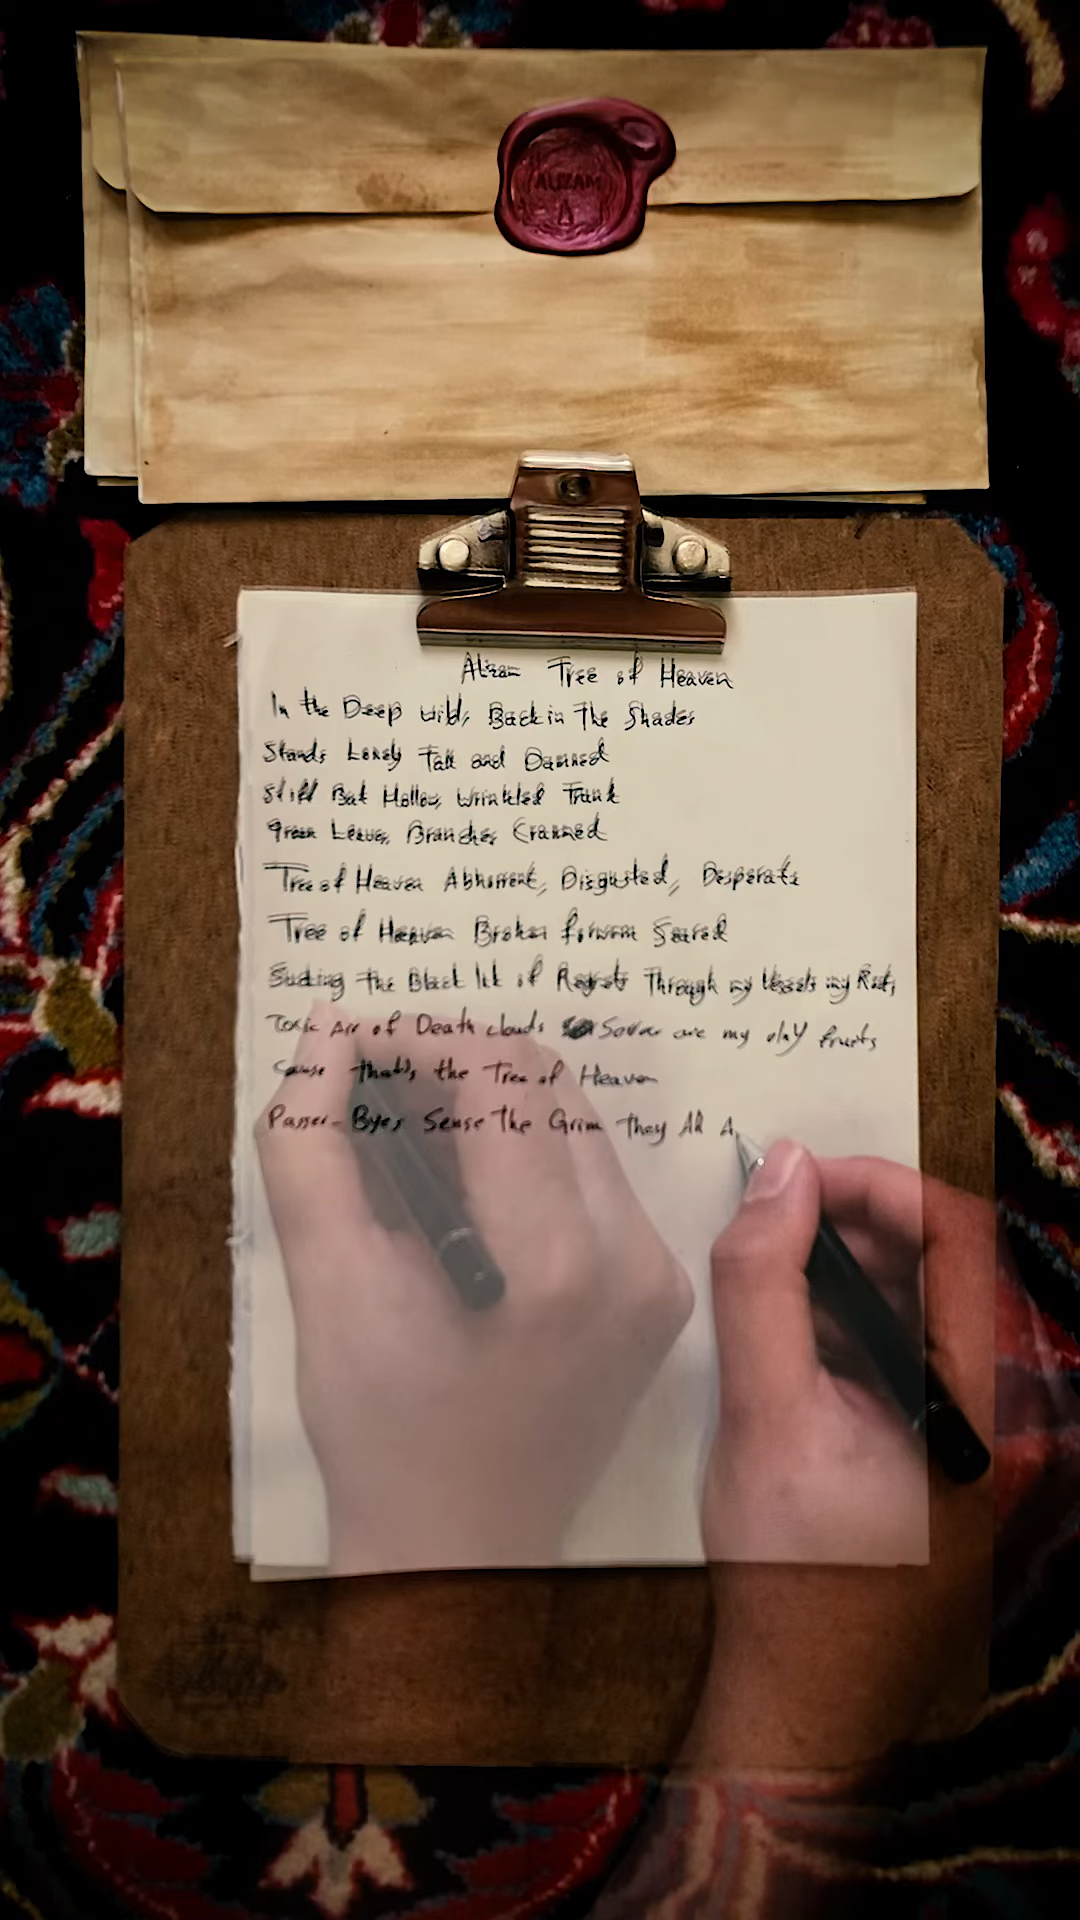 ALIZAM
Alizam Tree of Heaven
In the Deep Wilds Back in The Shades
Stands Lonely Tall and Damned
Still But Hollow Wrinkled Trunk
Green Leaves Branches Crammed
Tree of Heaven Abhorrent, Disgusted, Desperate
Tree of Heaven Broken forlorn Scared
Sucking the Black Ink of Regrets Through my Vessels my Roots
Toxic Air of Death clouds Savor are my only fruits
Cause that's the Tree of Heaven
Passer-Byes Sense The Grim They All A